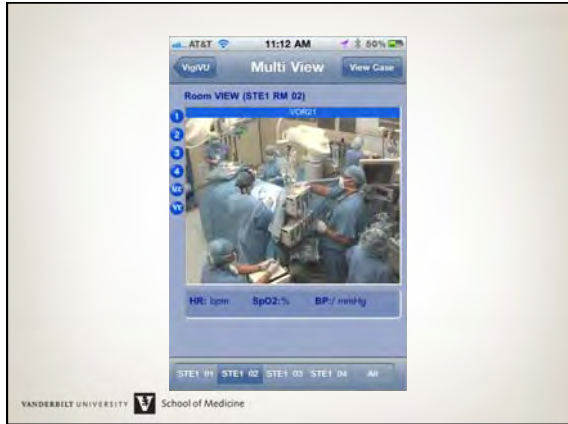 AT&T 11:12 AM 50%
VigiVU Multi View View Case
Room VIEW (STE1 RM 02)
VOR21
1
2
3
4
HR: bpm SpO2:% BP:/ mmHg
STE1 01 STE1 02 STE1 03 STE1 04 All
VANDERBILT UNIVERSITY School of Medicine